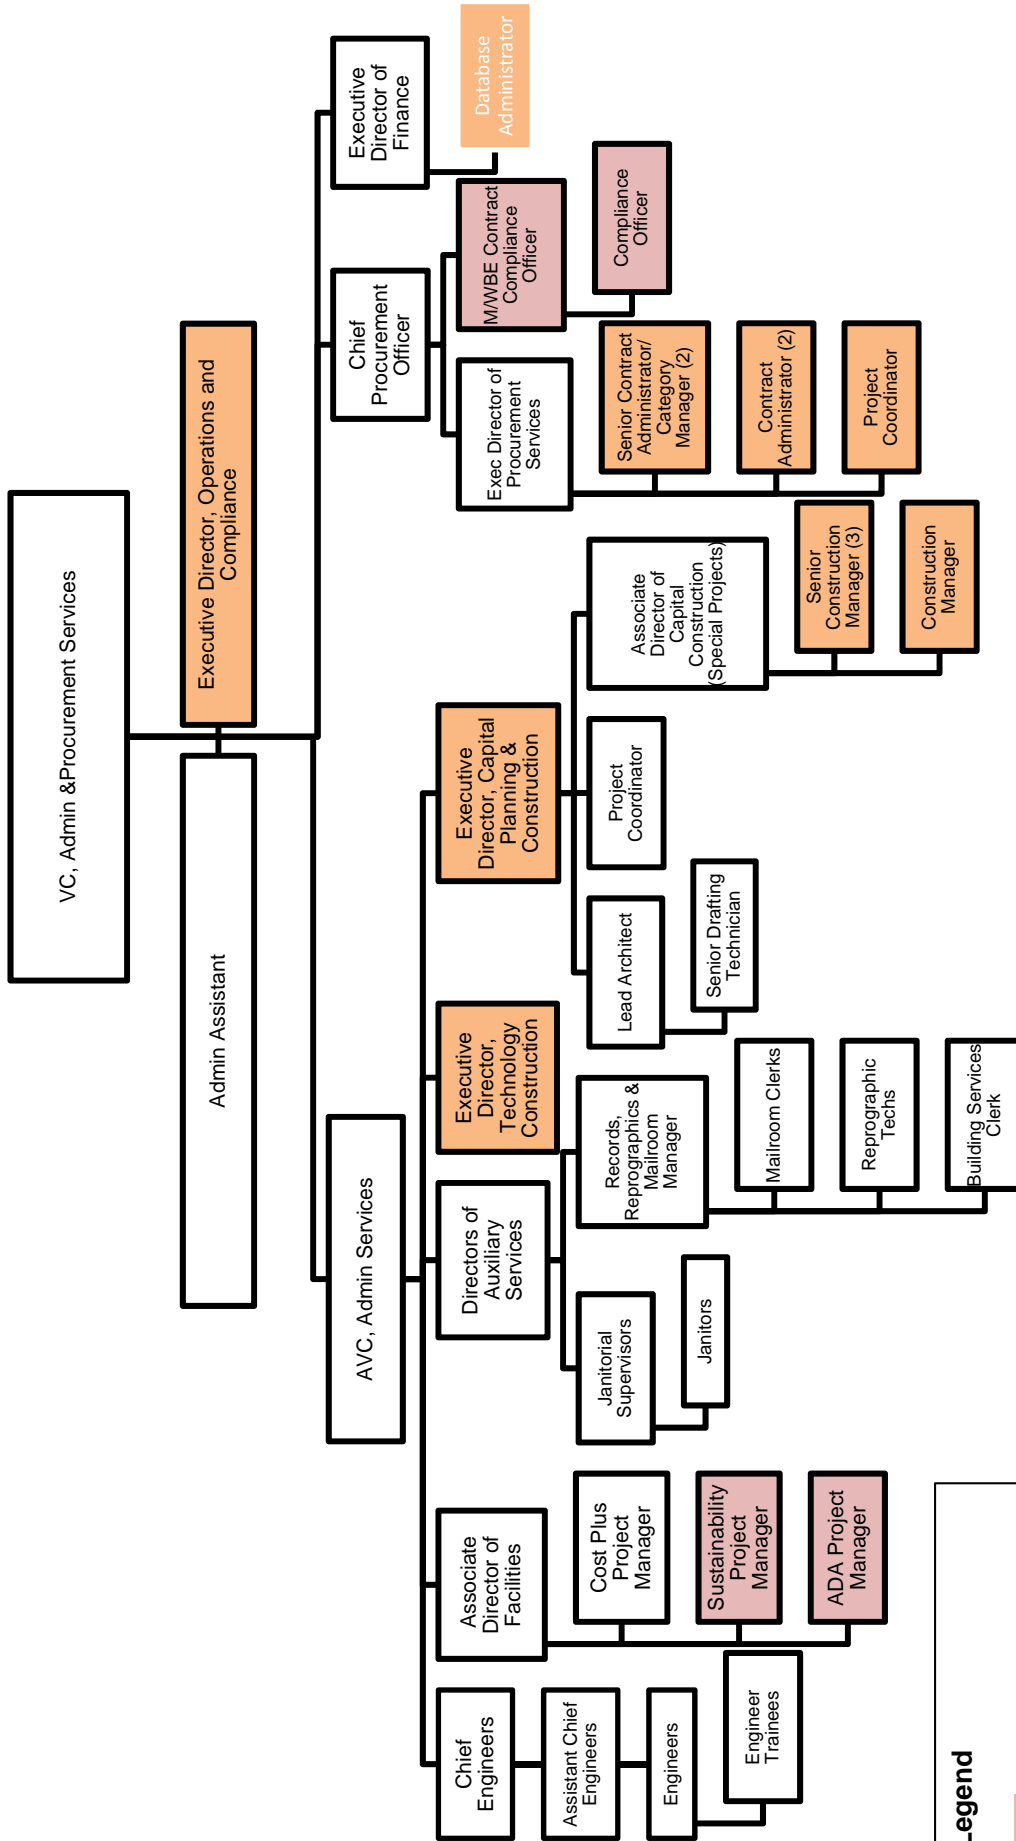 VC, Admin &Procurement Services
Admin Assistant
Executive Director, Operations and
Compliance
AVC, Admin Services
Chief
Procurement
Officer
Executive
Director of
Finance
Chief
Engineers
Associate
Director of
Facilities
Directors of
Auxiliary
Services
Executive
Director,
Technology
Construction
Executive
Director, Capital
Planning &
Construction
Exec Director of
Procurement
Services
M/WBE Contract
Compliance
Officer
Database
Administrator
Assistant Chief
Engineers
Engineers
Engineer
Trainees
Cost Plus
Project
Manager
Sustainability
Project
Manager
ADA Project
Manager
Janitorial
Supervisors
Janitors
Records,
Reprographics &
Mailroom
Manager
Mailroom Clerks
Reprographic
Techs
Building Services
Clerk
Lead Architect
Senior Drafting
Technician
Project
Coordinator
Associate
Director of
Capital
Construction
(Special Projects)
Senior
Construction
Manager (3)
Construction
Manager
Senior Contract
Administrator/
Category
Manager (2)
Contract
Administrator (2)
Project
Coordinator
Compliance
Officer
Legend